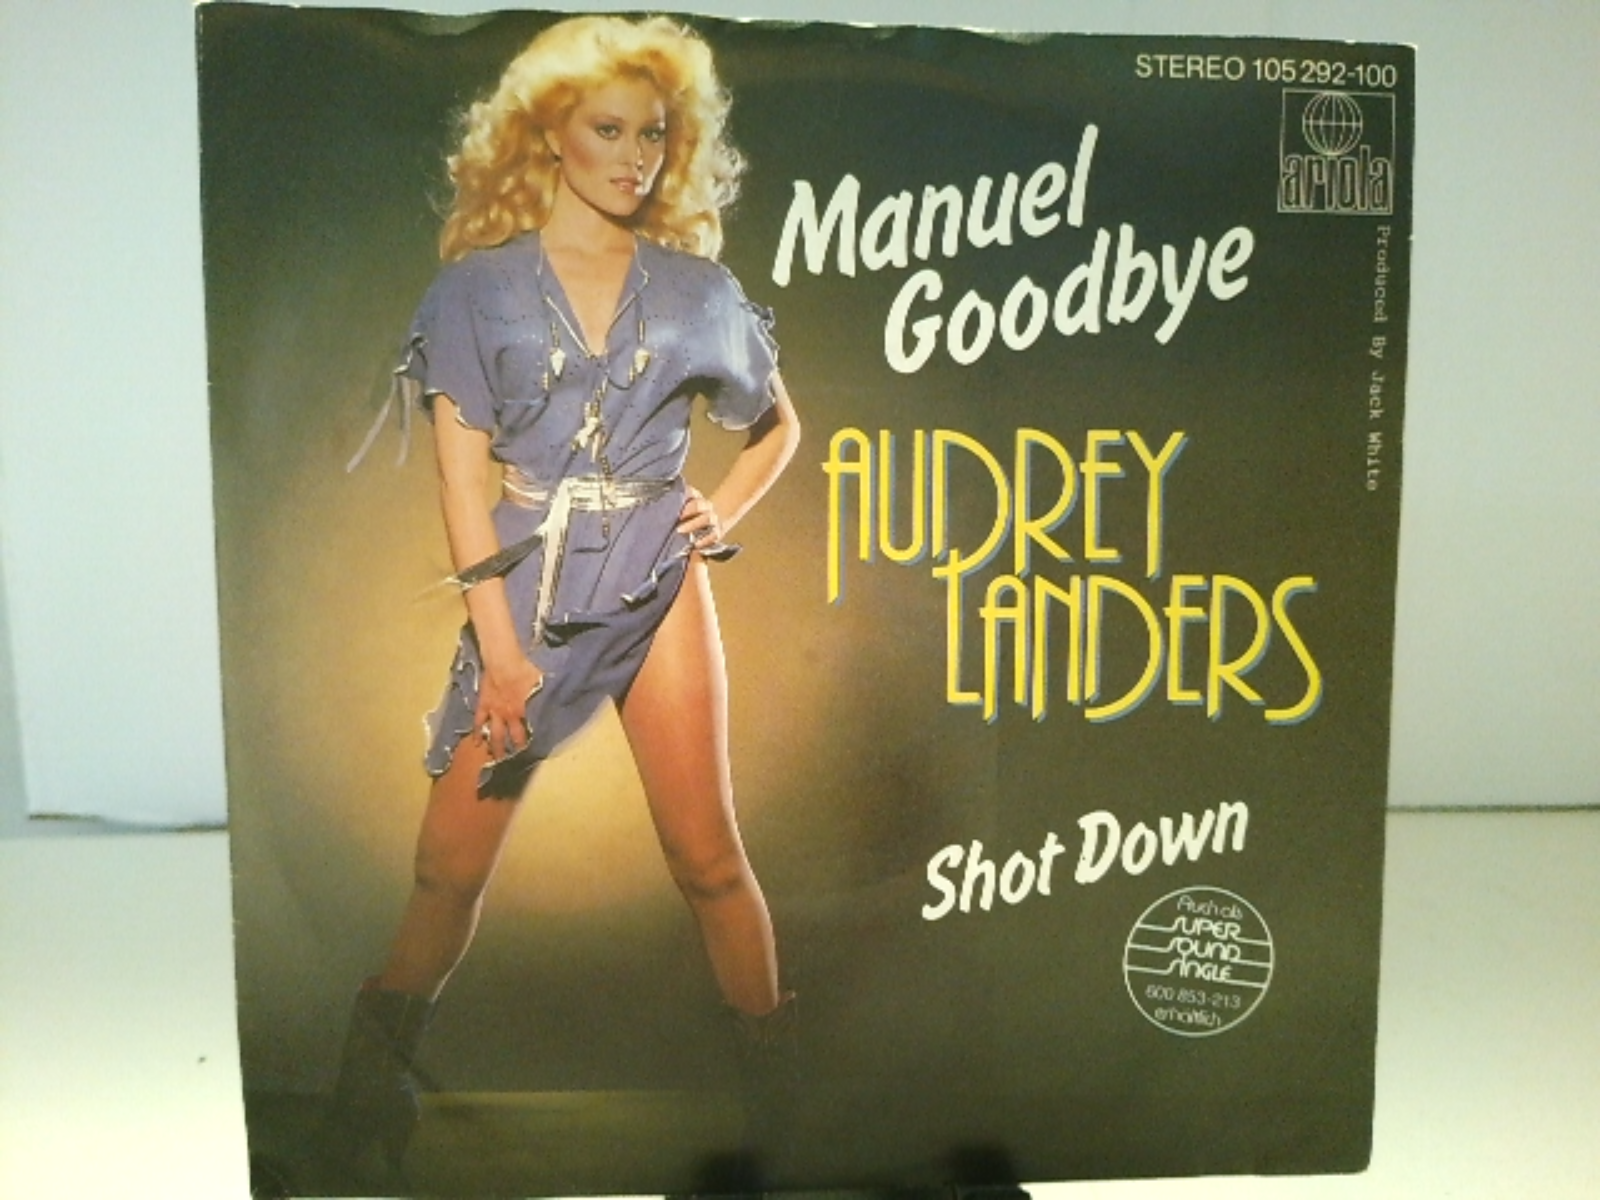 STEREO 105 292-100
ariola
Manuel
Goodbye
Produced By Jack White
AUDREY
LANDERS
Shot Down
Auch als
SUPER
SOUND
SINGLE
600 853-213
erhältlich